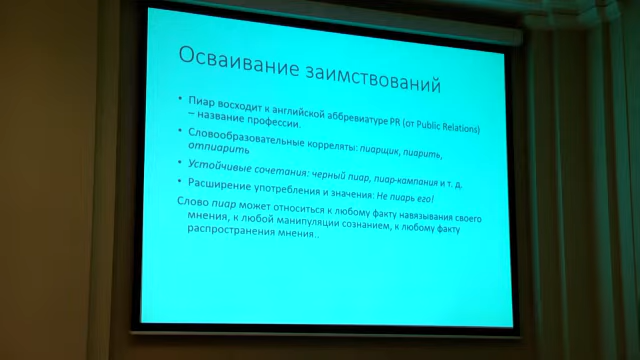 Осваивание заимствований
• Пиар восходит к английской аббревиатуре PR (от Public Relations)
– название профессии.
• Словообразовательные корреляты: пиарщик, пиарить,
отпиарить
• Устойчивые сочетания: черный пиар, пиар-кампания и т. д.
• Расширение употребления и значения: Не пиарь его!
Слово пиар может относиться к любому факту навязывания своего
мнения, к любой манипуляции сознанием, к любому факту
распространения мнения..